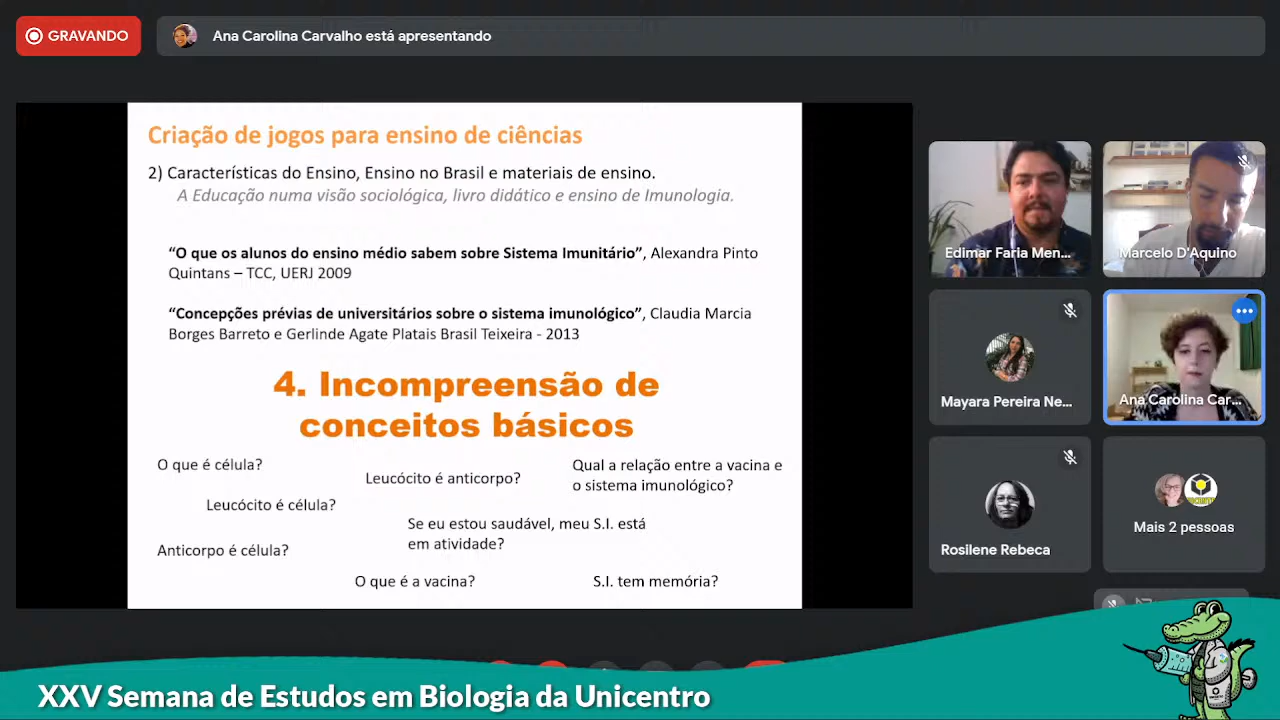 GRAVANDO
Ana Carolina Carvalho está apresentando
Criação de jogos para ensino de ciências
2) Características do Ensino, Ensino no Brasil e materiais de ensino.
A Educação numa visão sociológica, livro didático e ensino de Imunologia.
“O que os alunos do ensino médio sabem sobre Sistema Imunitário”, Alexandra Pinto
Quintans – TCC, UERJ 2009
“Concepções prévias de universitários sobre o sistema imunológico”, Claudia Marcia
Borges Barreto e Gerlinde Agate Platais Brasil Teixeira - 2013
4. Incompreensão de
conceitos básicos
O que é célula?
Leucócito é anticorpo?
Qual a relação entre a vacina e
o sistema imunológico?
Leucócito é célula?
Se eu estou saudável, meu S.I. está
em atividade?
Anticorpo é célula?
O que é a vacina?
S.I. tem memória?
Edimar Faria Men...
Marcelo D'Aquino
Mayara Pereira Ne...
Ana Carolina Car...
Rosilene Rebeca
Mais 2 pessoas
XXV Semana de Estudos em Biologia da Unicentro